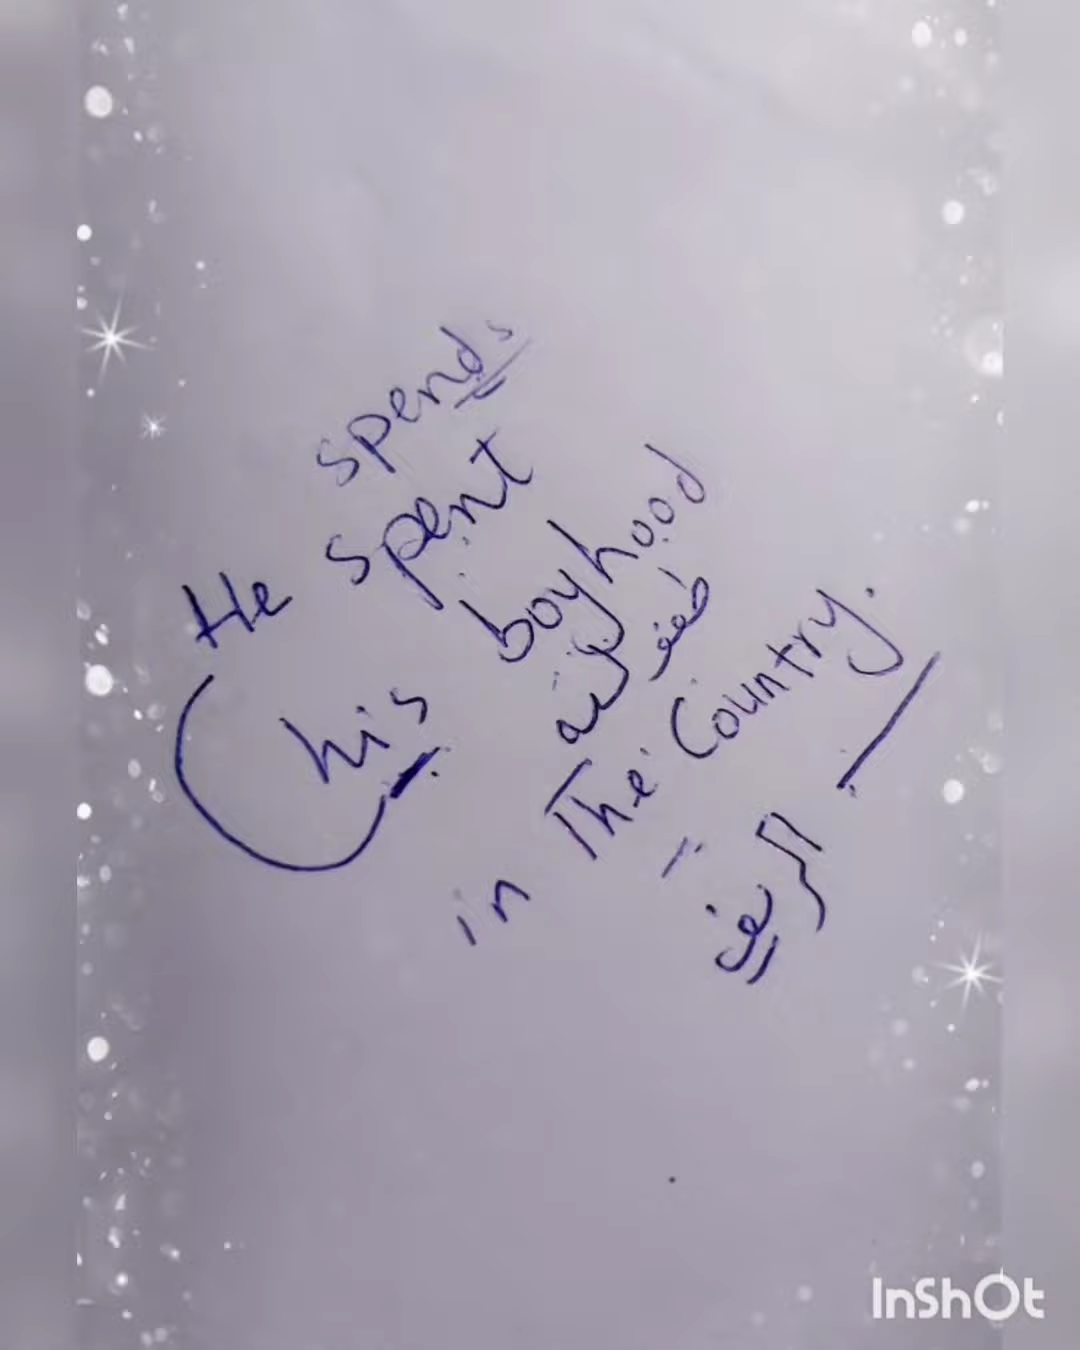 spends
He spent
his boyhood
طفولته
in The Country.
الريف
InShOt